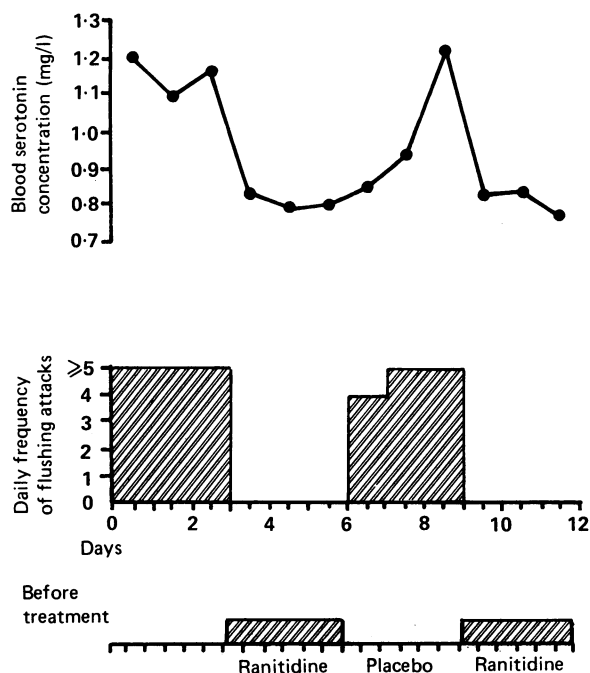 Blood serotonin
concentration (mg/l)
1·3
1·2
1·1
1·0
0·9
0·8
0·7
Daily frequency
of flushing attacks
⩾5
4
3
2
1
0
0 2 4 6 8 10 12
Days
Before
treatment
Ranitidine Placebo Ranitidine